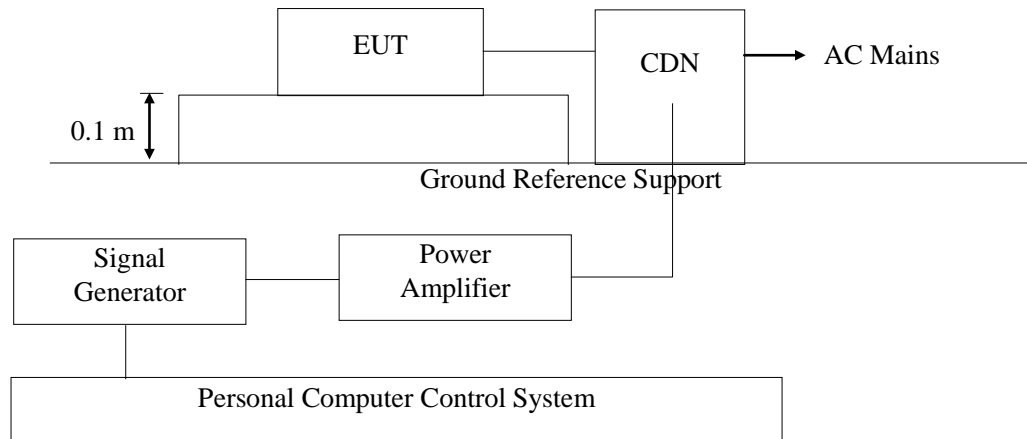 EUT
CDN
AC Mains
0.1 m
Ground Reference Support
Signal
Generator
Power
Amplifier
Personal Computer Control System